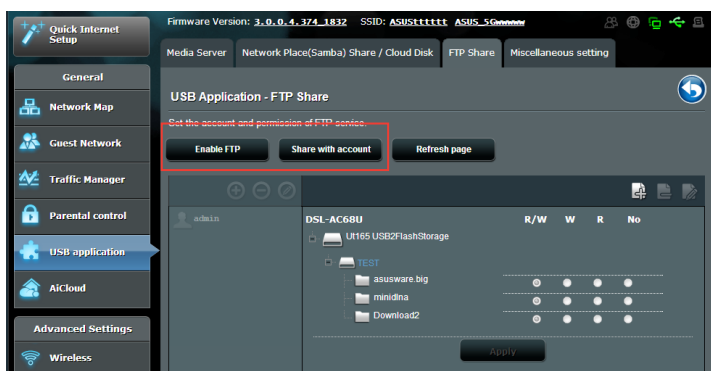 Quick Internet
Setup
Firmware Version: 3.0.0.4.374_1832 SSID: ASUSttttt ASUS_5Gwwwww
Media Server
Network Place(Samba) Share / Cloud Disk
FTP Share
Miscellaneous setting
General
Network Map
Guest Network
Traffic Manager
Parental control
USB application
AiCloud
Advanced Settings
Wireless
USB Application - FTP Share
Set the account and permission of FTP service.
Enable FTP
Share with account
Refresh page
admin
DSL-AC68U R/W W R No
Ut165 USB2FlashStorage
TEST
asusware.big
minidlna
Download2
Apply